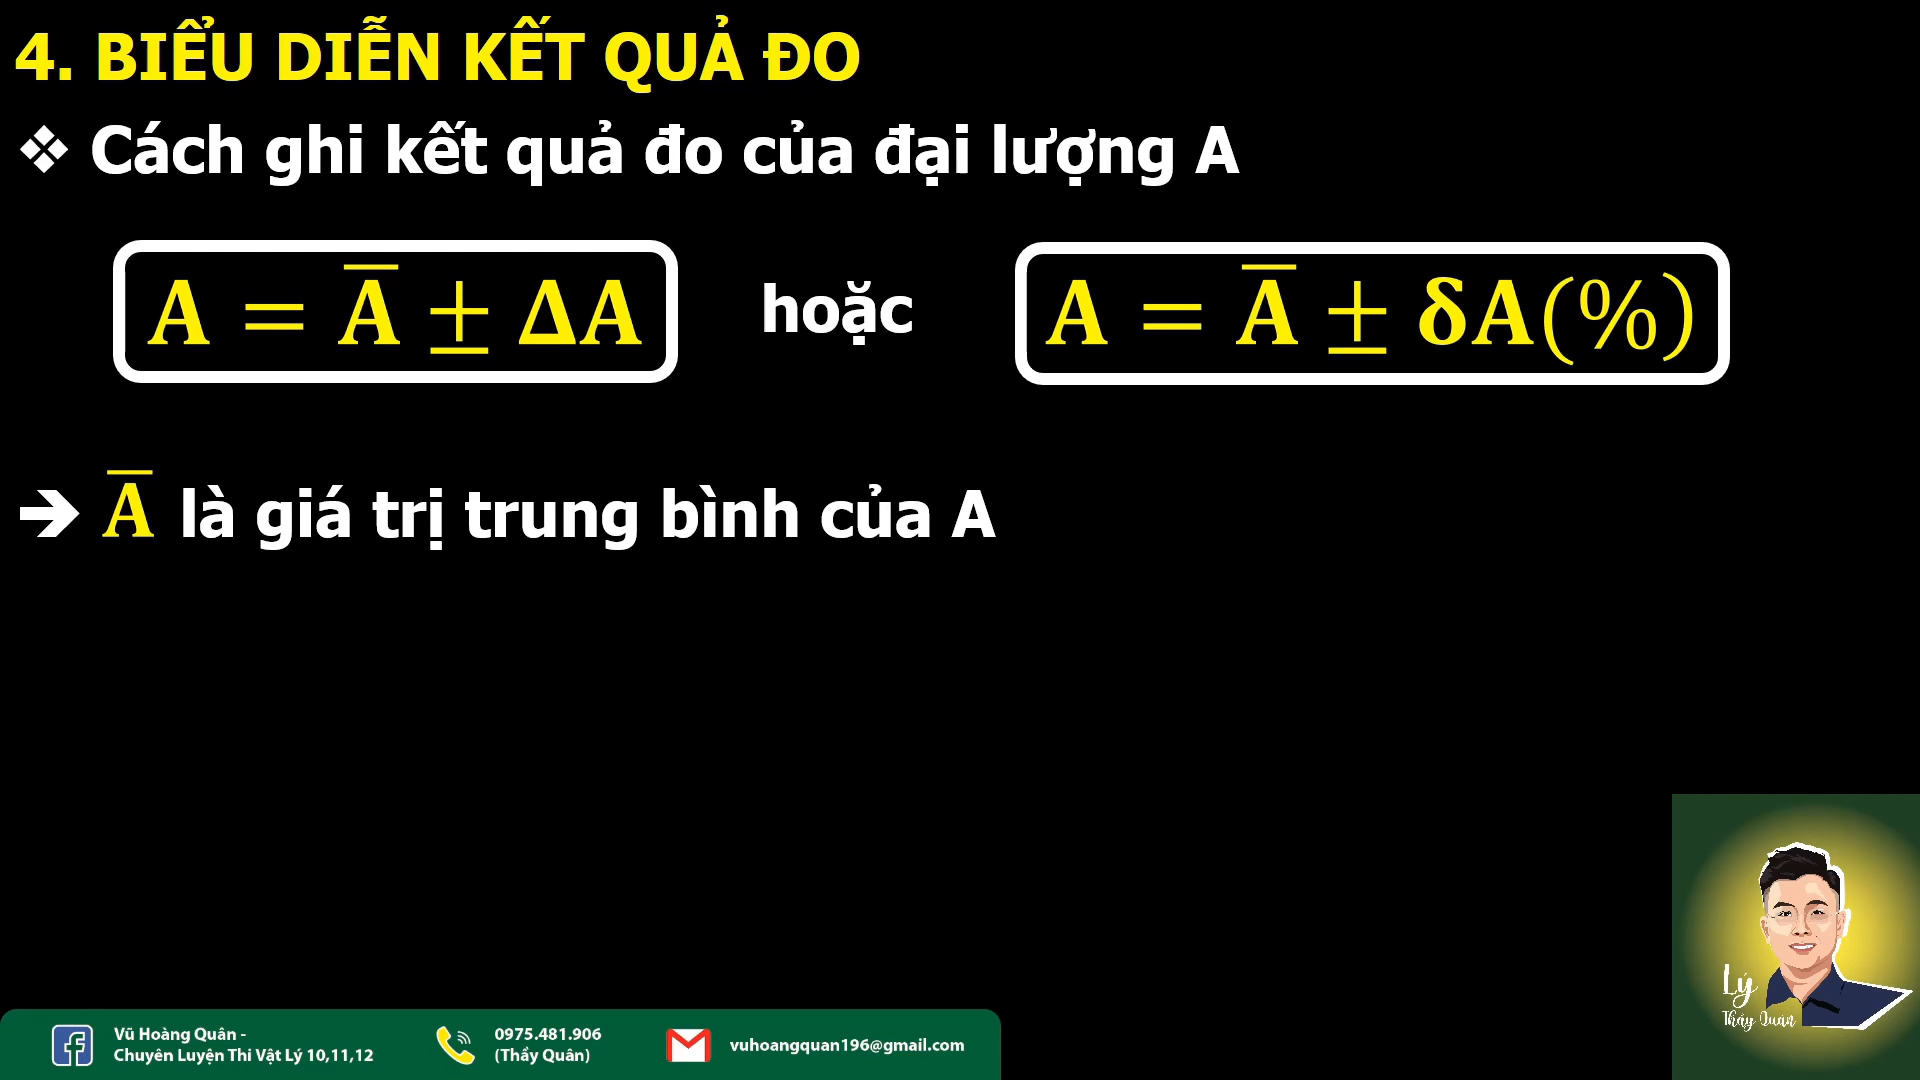 4. BIỂU DIỄN KẾT QUẢ ĐO
❖ Cách ghi kết quả đo của đại lượng A
A = A̅ ± ΔA hoặc A = A̅ ± δA(%)
➔ A̅ là giá trị trung bình của A
Lý
Thầy Quân
Vũ Hoàng Quân -
Chuyên Luyện Thi Vật Lý 10,11,12
0975.481.906
(Thầy Quân)
vuhoangquan196@gmail.com